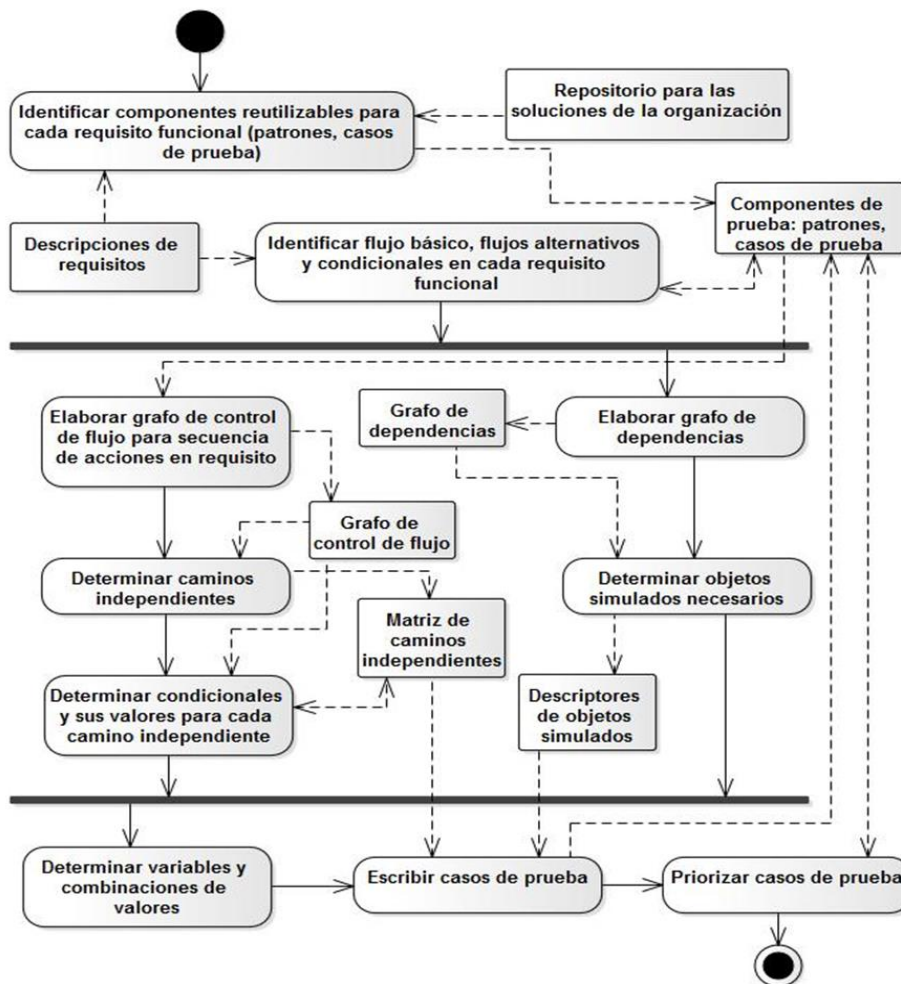 Identificar componentes reutilizables para
cada requisito funcional (patrones, casos
de prueba)
Repositorio para las
soluciones de la organización
Componentes de
prueba: patrones,
casos de prueba
Descripciones de
requisitos
Identificar flujo básico, flujos alternativos
y condicionales en cada requisito
funcional
Elaborar grafo de control
de flujo para secuencia
de acciones en requisito
Grafo de
dependencias
Elaborar grafo de
dependencias
Grafo de
control de flujo
Determinar caminos
independientes
Determinar objetos
simulados necesarios
Matriz de
caminos
independientes
Determinar condicionales
y sus valores para cada
camino independiente
Descriptores
de objetos
simulados
Determinar variables y
combinaciones de
valores
Escribir casos de prueba
Priorizar casos de prueba